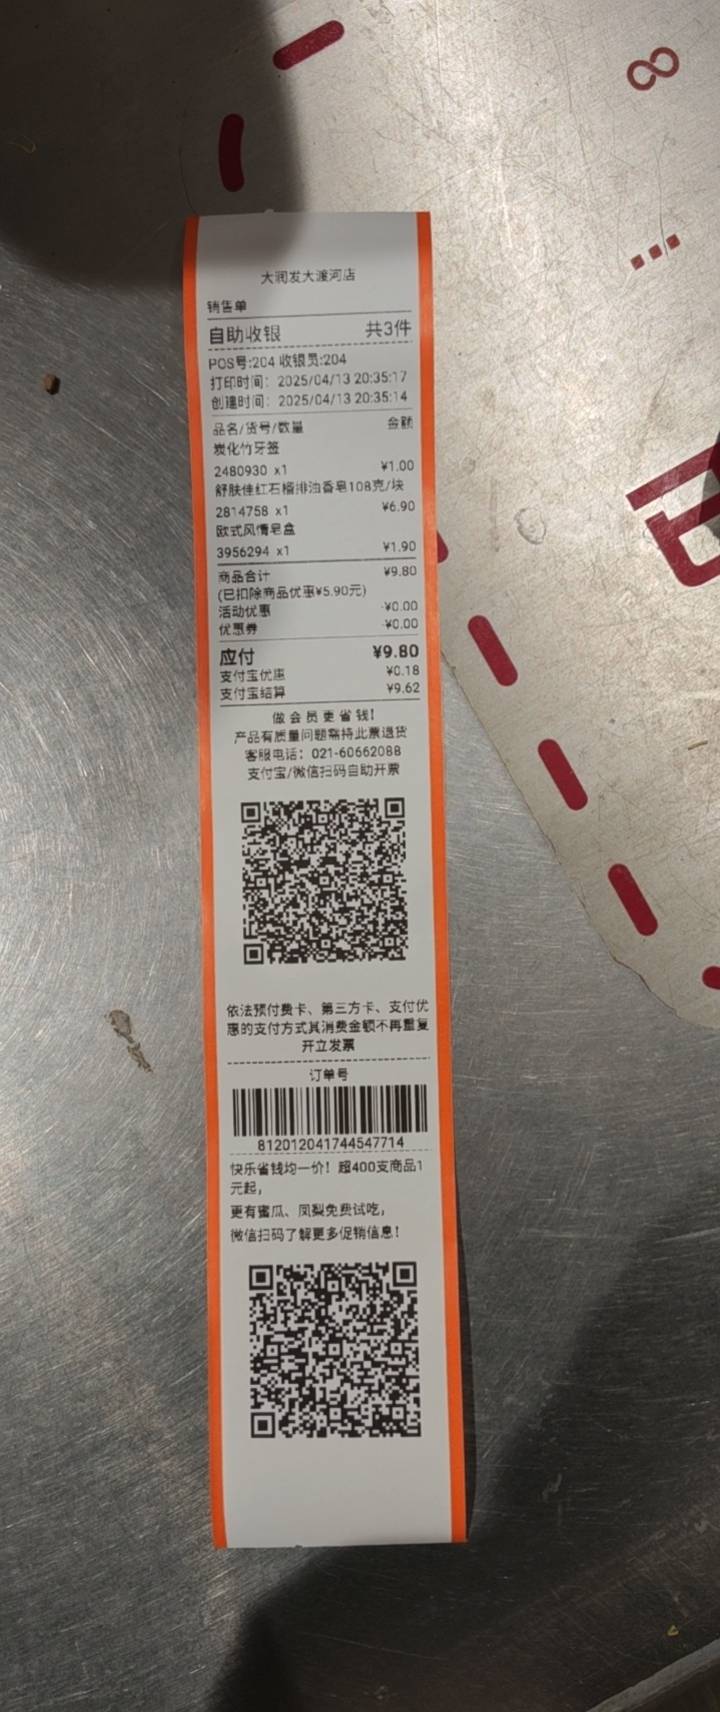 大润发大渡河店
销售单
自助收银 共3件
POS号:204 收银员:204
打印时间: 2025/04/13 20:35:17
创建时间: 2025/04/13 20:35:14
品名/货号/数量 金额
炭化竹牙签
2480930 x1 ¥1.00
舒肤佳红石榴排浊香皂108克/块
2814758 x1 ¥6.90
欧式风情皂盒
3956294 x1 ¥1.90
商品合计 ¥9.80
(已扣除商品优惠¥5.90元)
活动优惠 -¥0.00
优惠券 -¥0.00
应付 ¥9.80
支付宝优惠 ¥0.18
支付宝结算 ¥9.62
做会员更省钱!
产品有质量问题需持此票退货
客服电话: 021-60662088
支付宝/微信扫码自助开票
依法预付费卡、第三方卡、支付优
惠的支付方式其消费金额不再重复
开立发票
订单号
812012041744547714
快乐省钱均一价! 超400支商品1
元起,
更有蜜瓜、凤梨免费试吃,
微信扫码了解更多促销信息!